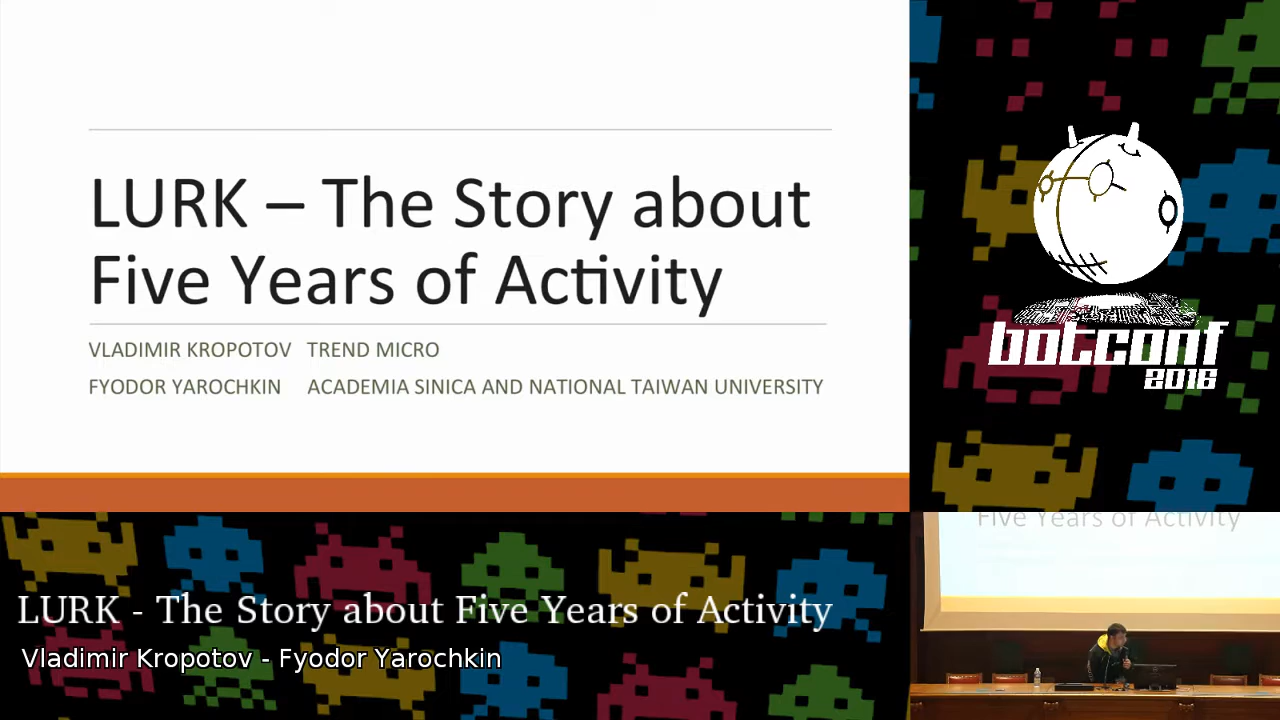 LURK – The Story about
Five Years of Activity
VLADIMIR KROPOTOV TREND MICRO
FYODOR YAROCHKIN ACADEMIA SINICA AND NATIONAL TAIWAN UNIVERSITY
botconf
2016
Five Years of Activity
LURK - The Story about Five Years of Activity
Vladimir Kropotov - Fyodor Yarochkin